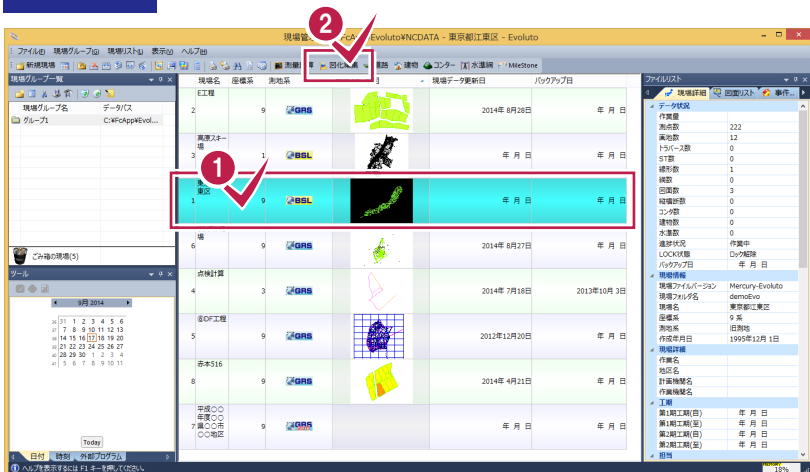 Evoluto¥NCDATA - 東京都江東区 - Evoluto
ファイル(F) 現場グループ(G) 現場リスト(L) 表示(V) ヘルプ(H)
新規現場 道路 建物 コンター 水準網 MileStone
現場グループ一覧
現場グループ名 データパス
グループ1 C:¥FcApp¥Evol...
ごみ箱の現場(5)
ツール
9月 2014
36 31 1 2 3 4 5 6
37 7 8 9 10 11 12 13
38 14 15 16 17 18 19 20
39 21 22 23 24 25 26 27
40 28 29 30 1 2 3 4
41 5 6 7 8 9 10 11
Today
日付 時刻 外部プログラム
ヘルプを表示するには F1 キーを押してください。
現場名 座標系 測地系 現場データ更新日 バックアップ日
2 E工程 9 GRS 2014年 8月28日 年 月 日
3 高原スキー場 1 BSL 年 月 日
1 9 BSL 年 月 日
6 場 9 GRS 2014年 8月27日 年 月 日
4 点検計算 3 GRS 2014年 7月18日 2013年10月 3日
5 ⑥DF工程 9 GRS 2012年12月20日 年 月 日
8 赤本516 9 GRS 2014年 4月21日 年 月 日
7 平成○○年度○○県○○市○○地区 9 GRS 年 月 日
1
2
ファイルリスト
現場詳細 図面リスト 事件...
データ状況
作業量
測点数 222
画地数 12
トラバース数 0
ST数 0
線形数 1
網数 0
図面数 3
縦横断数 0
コンタ数 0
建物数 0
水準数 0
進捗状況 作業中
LOCK状態 ロック解除
バックアップ日 年 月 日
現場情報
現場ファイルバージョン Mercury-Evoluto
現場フォルダ名 demoEvo
現場名 東京都江東区
座標系 9 系
測地系 旧測地
作成年月日 1995年12月 1日
現場詳細
作業名
地区名
計画機関名
作業機関名
工期
第1期工期(自) 年 月 日
第1期工期(至) 年 月 日
第2期工期(自) 年 月 日
第2期工期(至) 年 月 日
担当
18%